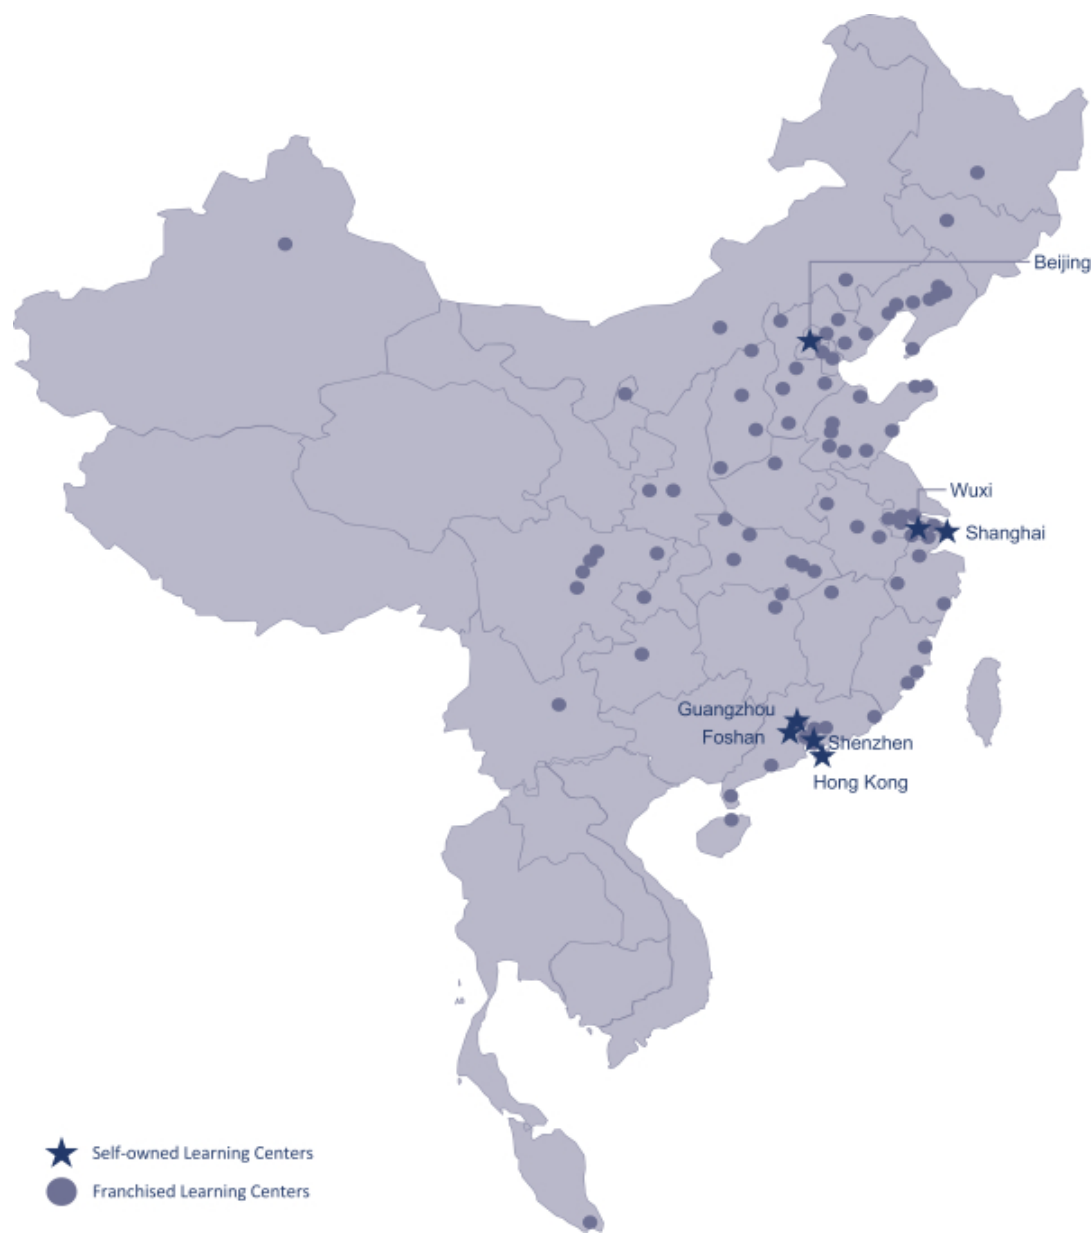 Beijing
Wuxi
Shanghai
Guangzhou
Foshan
Shenzhen
Hong Kong
Self-owned Learning Centers
Franchised Learning Centers